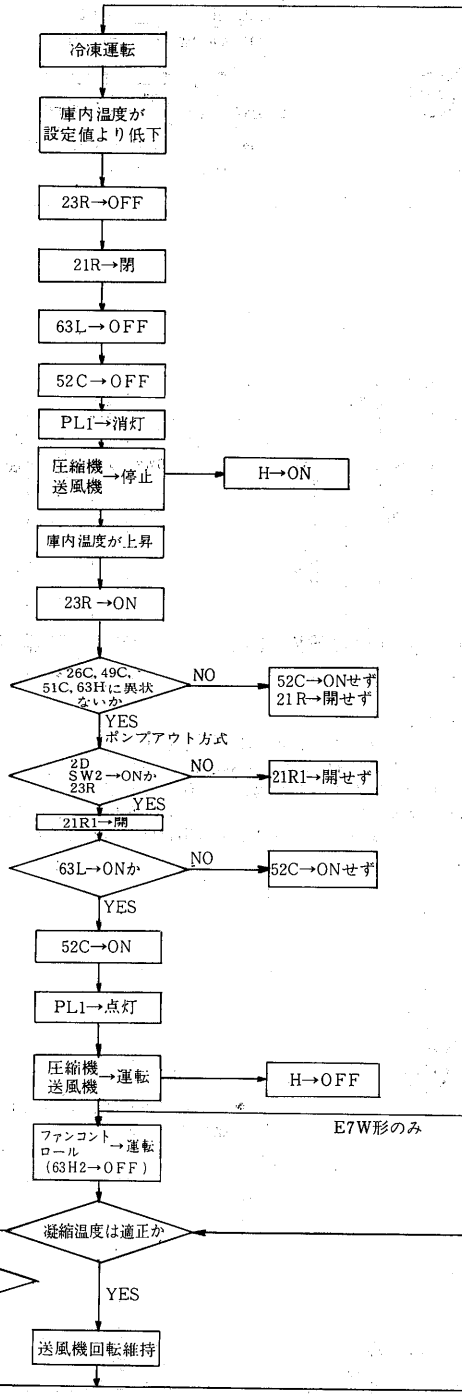 冷凍運転
庫内温度が
設定値より低下
23R→OFF
21R→閉
63L→OFF
52C→OFF
PL1→消灯
圧縮機
送風機→停止
H→ON
庫内温度が上昇
23R→ON
26C, 49C,
51C, 63Hに異状
ないか
NO
52C→ONせず
21R→開せず
YES
ポンプアウト方式
2D
SW2→ONか
23R
NO
21R1→開せず
YES
21R1→開
63L→ONか
NO
52C→ONせず
YES
52C→ON
PL1→点灯
圧縮機
送風機→運転
H→OFF
E7W形のみ
ファンコント
ロール→運転
(63H2→OFF)
凝縮温度は適正か
YES
送風機回転維持